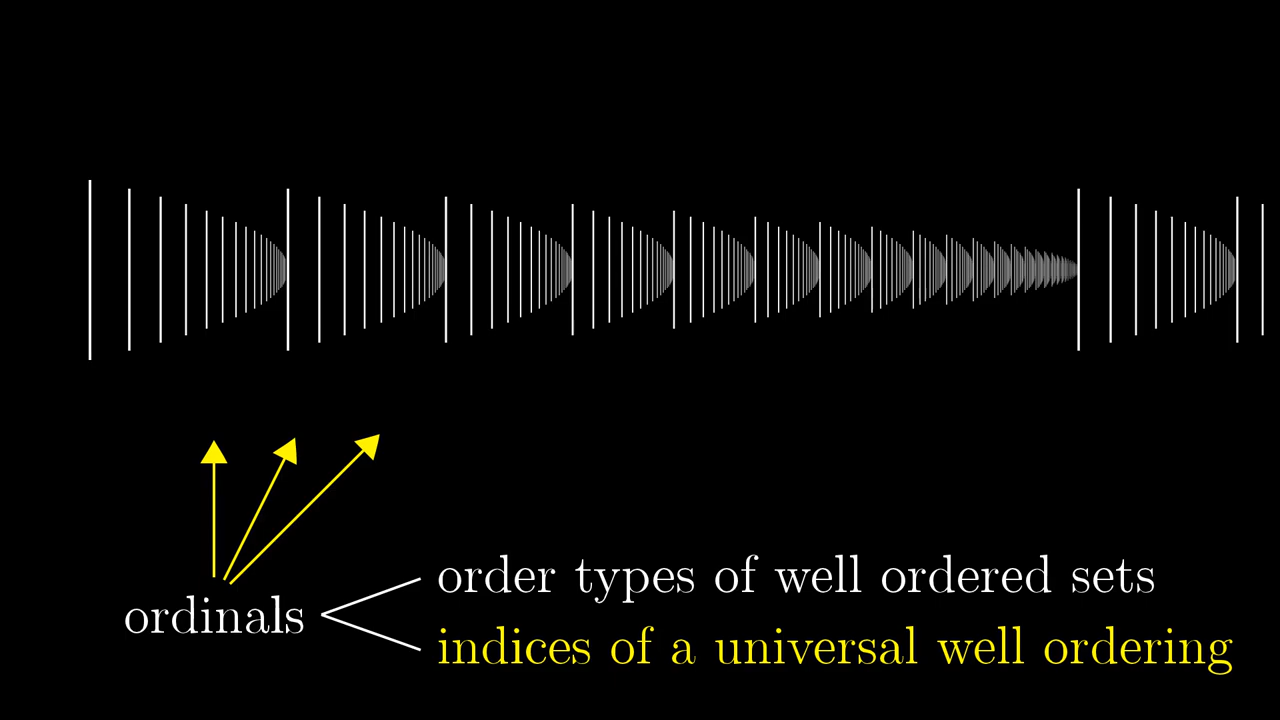 order types of well ordered sets
ordinals
indices of a universal well ordering